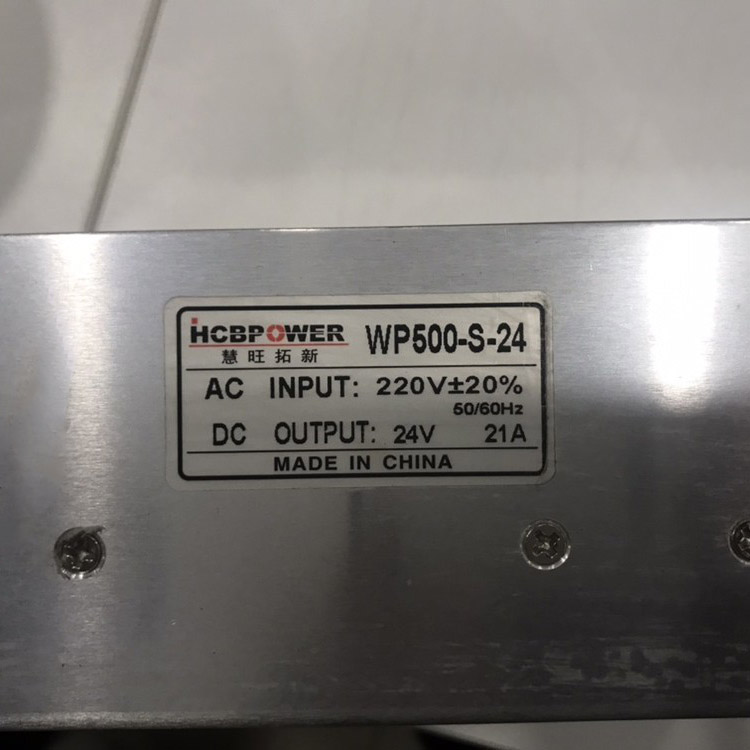 HCBPOWER WP500-S-24
慧旺拓新
AC INPUT: 220V±20%
50/60Hz
DC OUTPUT: 24V 21A
MADE IN CHINA